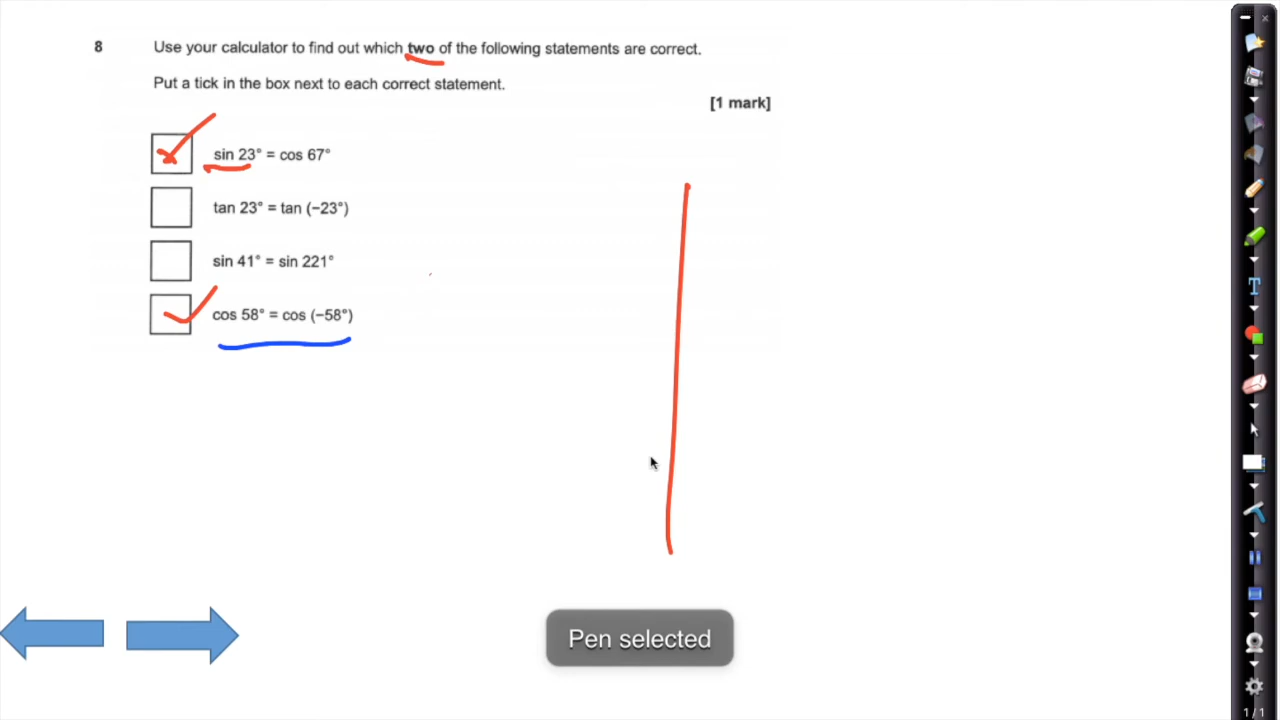 8 Use your calculator to find out which two of the following statements are correct.
Put a tick in the box next to each correct statement.
[1 mark]
sin 23° = cos 67°
tan 23° = tan (−23°)
sin 41° = sin 221°
cos 58° = cos (−58°)
Pen selected
T
1 / 1